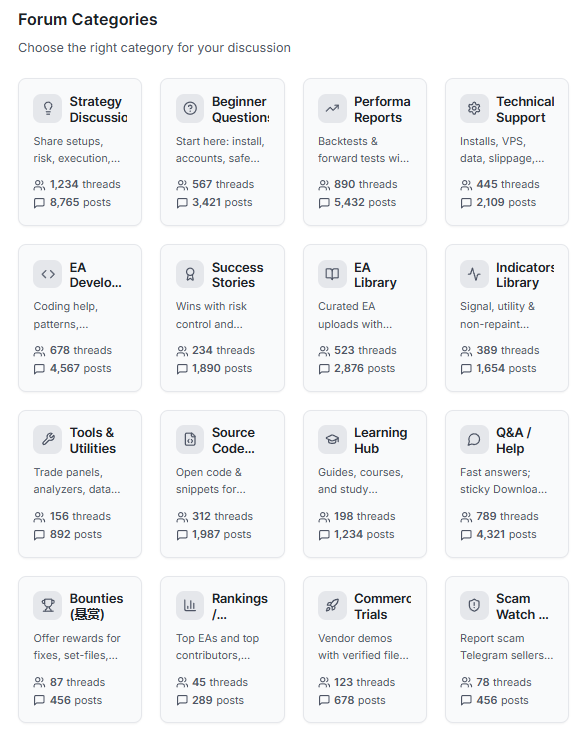 Forum Categories
Choose the right category for your discussion
Strategy
Discussio
Share setups,
risk, execution,...
1,234 threads
8,765 posts
Beginner
Questions
Start here: install,
accounts, safe...
567 threads
3,421 posts
Performa
Reports
Backtests &
forward tests wi...
890 threads
5,432 posts
Technical
Support
Installs, VPS,
data, slippage,...
445 threads
2,109 posts
EA
Develo...
Coding help,
patterns,...
678 threads
4,567 posts
Success
Stories
Wins with risk
control and...
234 threads
1,890 posts
EA
Library
Curated EA
uploads with...
523 threads
2,876 posts
Indicators
Library
Signal, utility &
non-repaint...
389 threads
1,654 posts
Tools &
Utilities
Trade panels,
analyzers, data...
156 threads
892 posts
Source
Code...
Open code &
snippets for...
312 threads
1,987 posts
Learning
Hub
Guides, courses,
and study...
198 threads
1,234 posts
Q&A /
Help
Fast answers;
sticky Downloa...
789 threads
4,321 posts
Bounties
(悬赏)
Offer rewards for
fixes, set-files,...
87 threads
456 posts
Rankings
/...
Top EAs and top
contributors,...
45 threads
289 posts
Commerc
Trials
Vendor demos
with verified file...
123 threads
678 posts
Scam
Watch ...
Report scam
Telegram sellers...
78 threads
456 posts